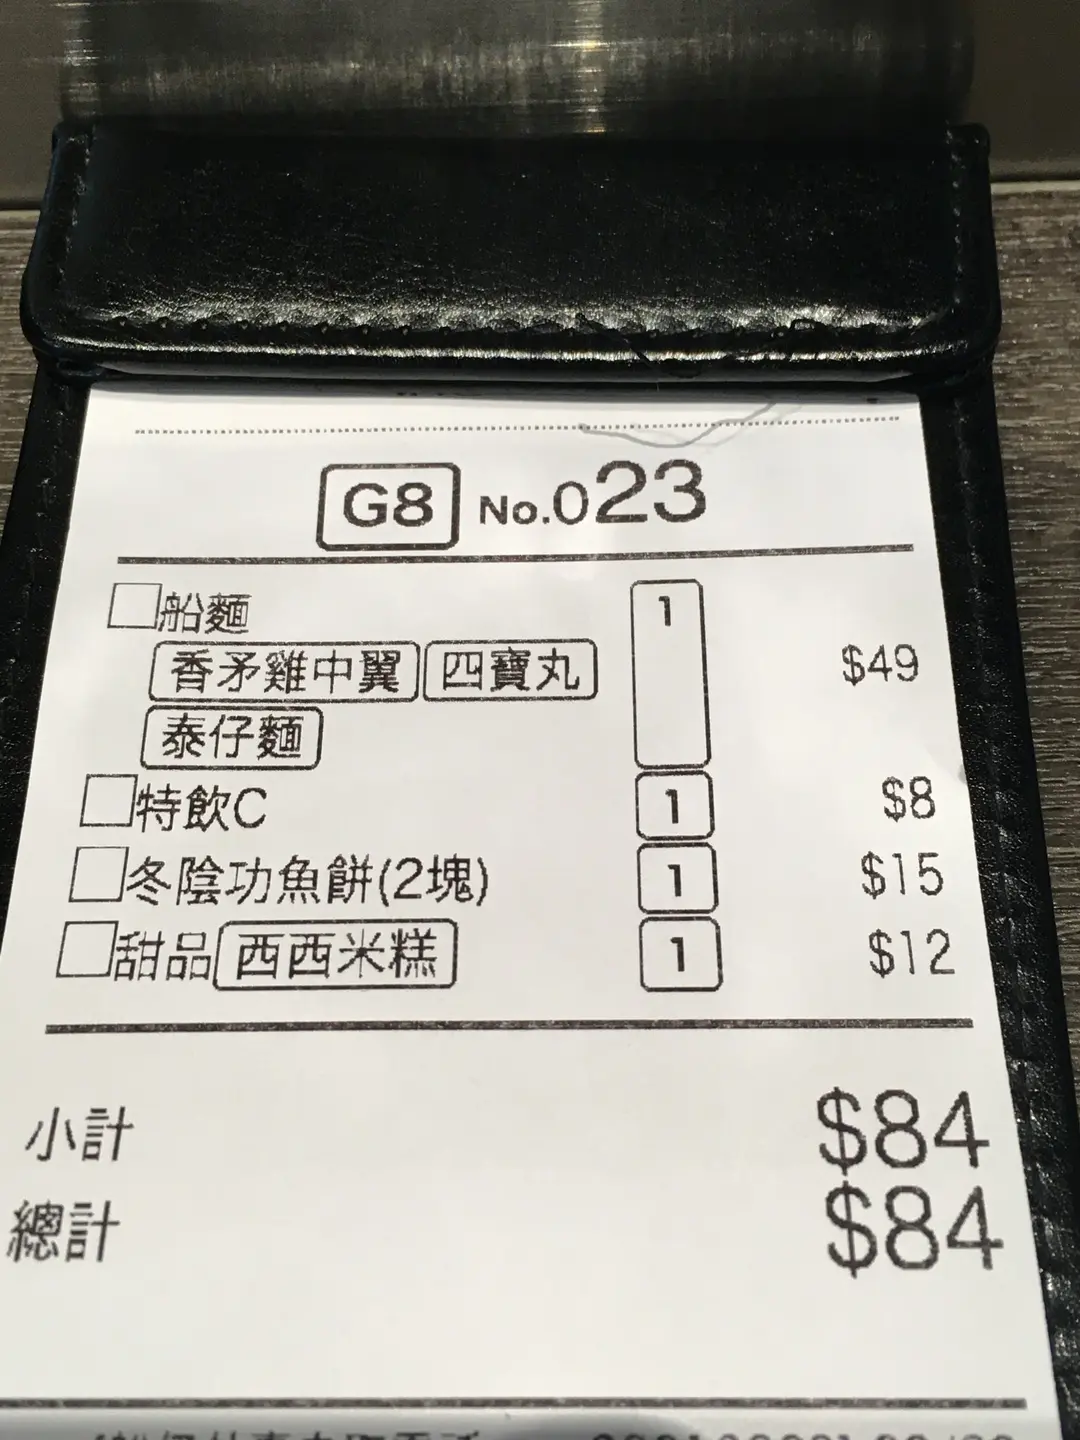 G8 No.023
船麵 1
香矛雞中翼 四寶丸 $49
泰仔麵
特飲C 1 $8
冬陰功魚餅(2塊) 1 $15
甜品 西西米糕 1 $12
小計 $84
總計 $84